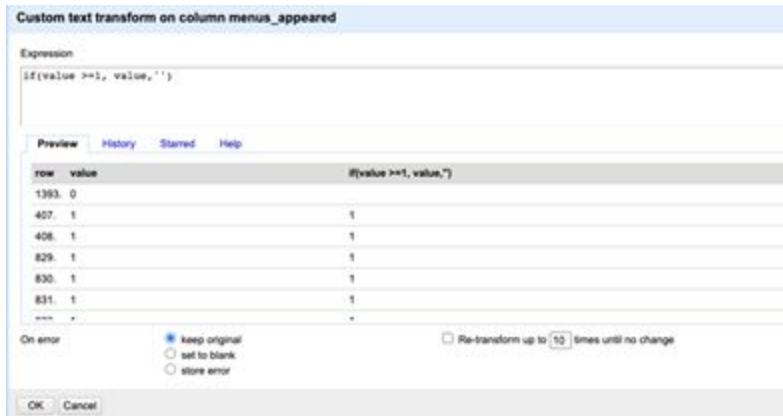 Custom text transform on column menus_appeared
Expression
if(value >=1, value,'')
Preview History Starred Help
row value if(value >=1, value,'')
1393. 0
407. 1 1
408. 1 1
829. 1 1
830. 1 1
831. 1 1
On error keep original Re-transform up to 10 times until no change
set to blank
store error
OK Cancel